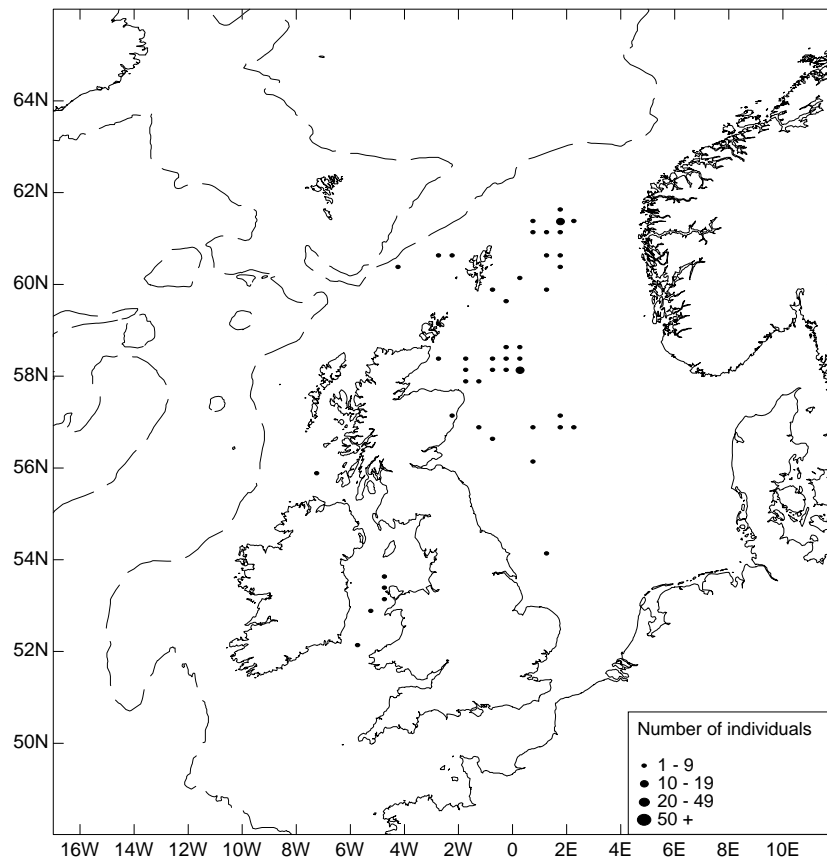 64N
62N
60N
58N
56N
54N
52N
50N
Number of individuals
1 - 9
10 - 19
20 - 49
50 +
16W 14W 12W 10W 8W 6W 4W 2W 0 2E 4E 6E 8E 10E